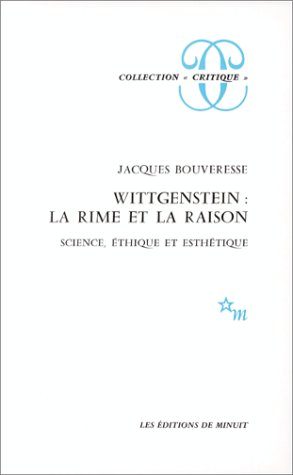 COLLECTION « CRITIQUE »
JACQUES BOUVERESSE
WITTGENSTEIN :
LA RIME ET LA RAISON
SCIENCE, ÉTHIQUE ET ESTHÉTIQUE
m
LES ÉDITIONS DE MINUIT